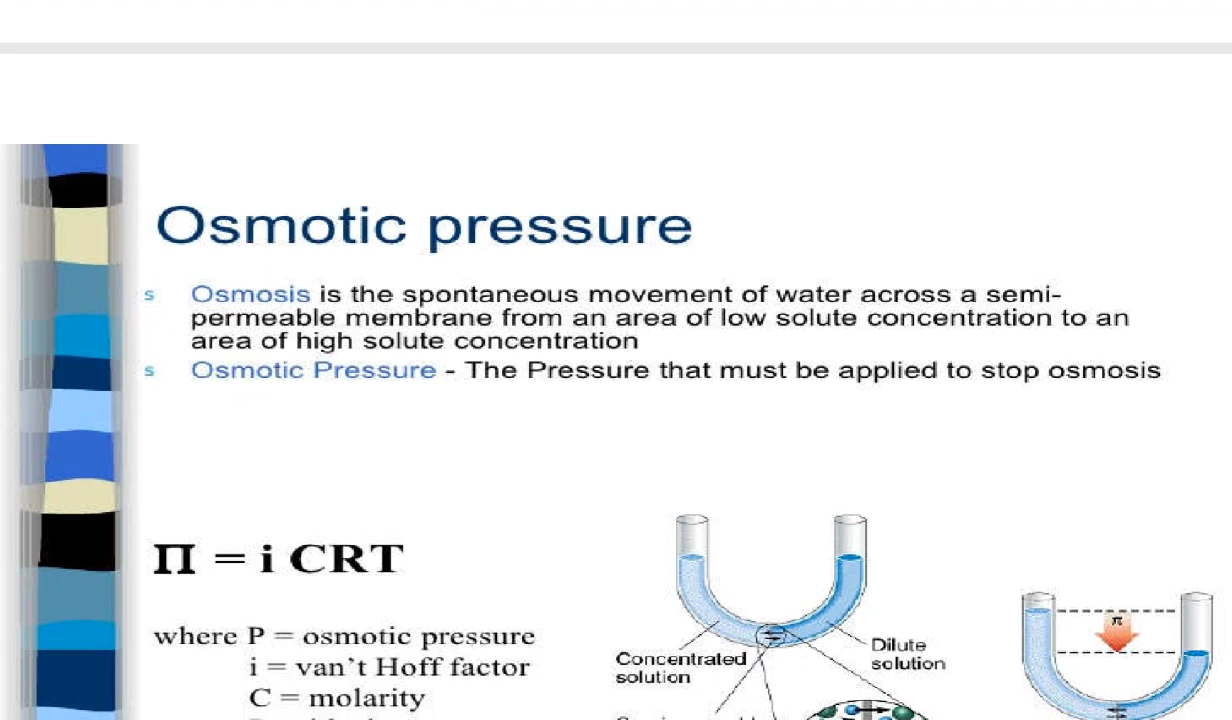 Osmotic pressure
s Osmosis is the spontaneous movement of water across a semi-
permeable membrane from an area of low solute concentration to an
area of high solute concentration
s Osmotic Pressure - The Pressure that must be applied to stop osmosis
Π = i CRT
where P = osmotic pressure
i = van't Hoff factor
C = molarity
Concentrated
solution
Dilute
solution
π